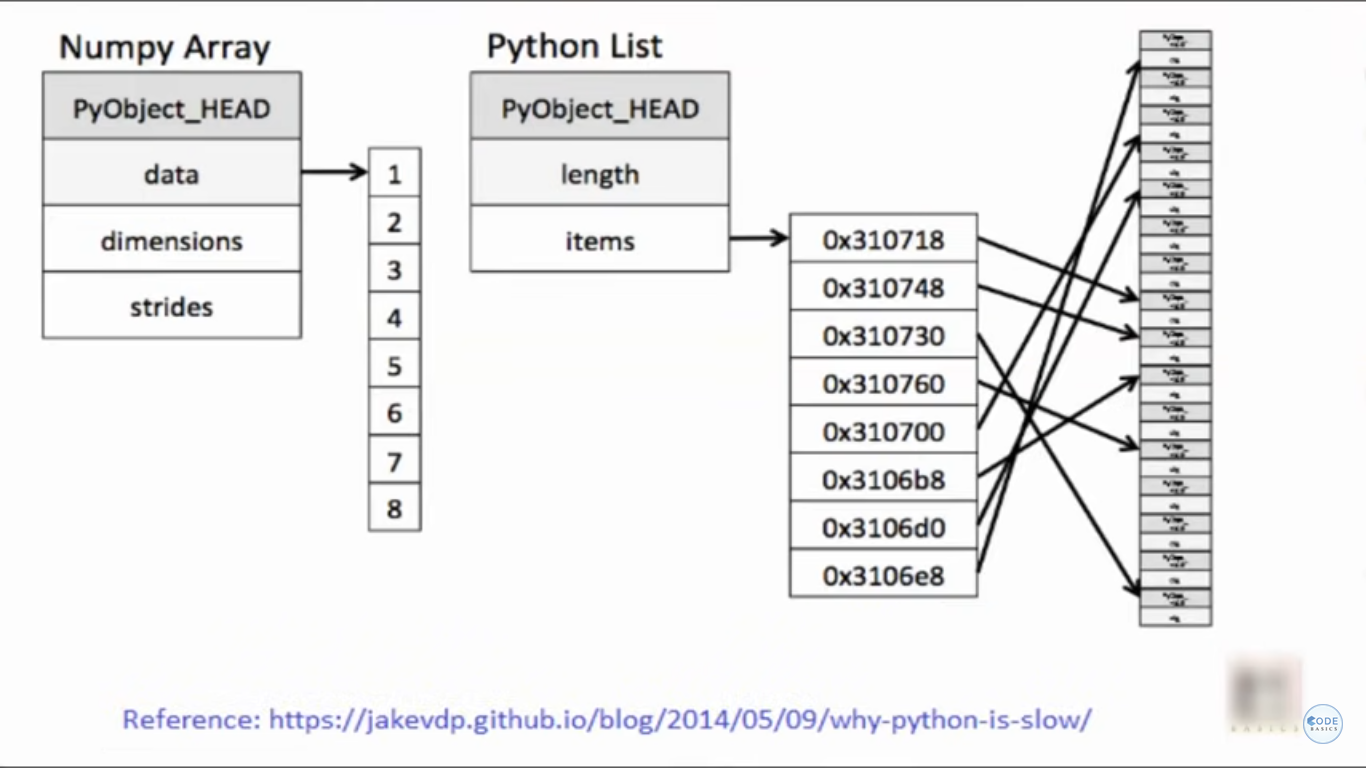 Numpy Array
PyObject_HEAD
data
dimensions
strides
1
2
3
4
5
6
7
8
Python List
PyObject_HEAD
length
items
0x310718
0x310748
0x310730
0x310760
0x310700
0x3106b8
0x3106d0
0x3106e8
Reference: https://jakevdp.github.io/blog/2014/05/09/why-python-is-slow/
CODE
BASICS